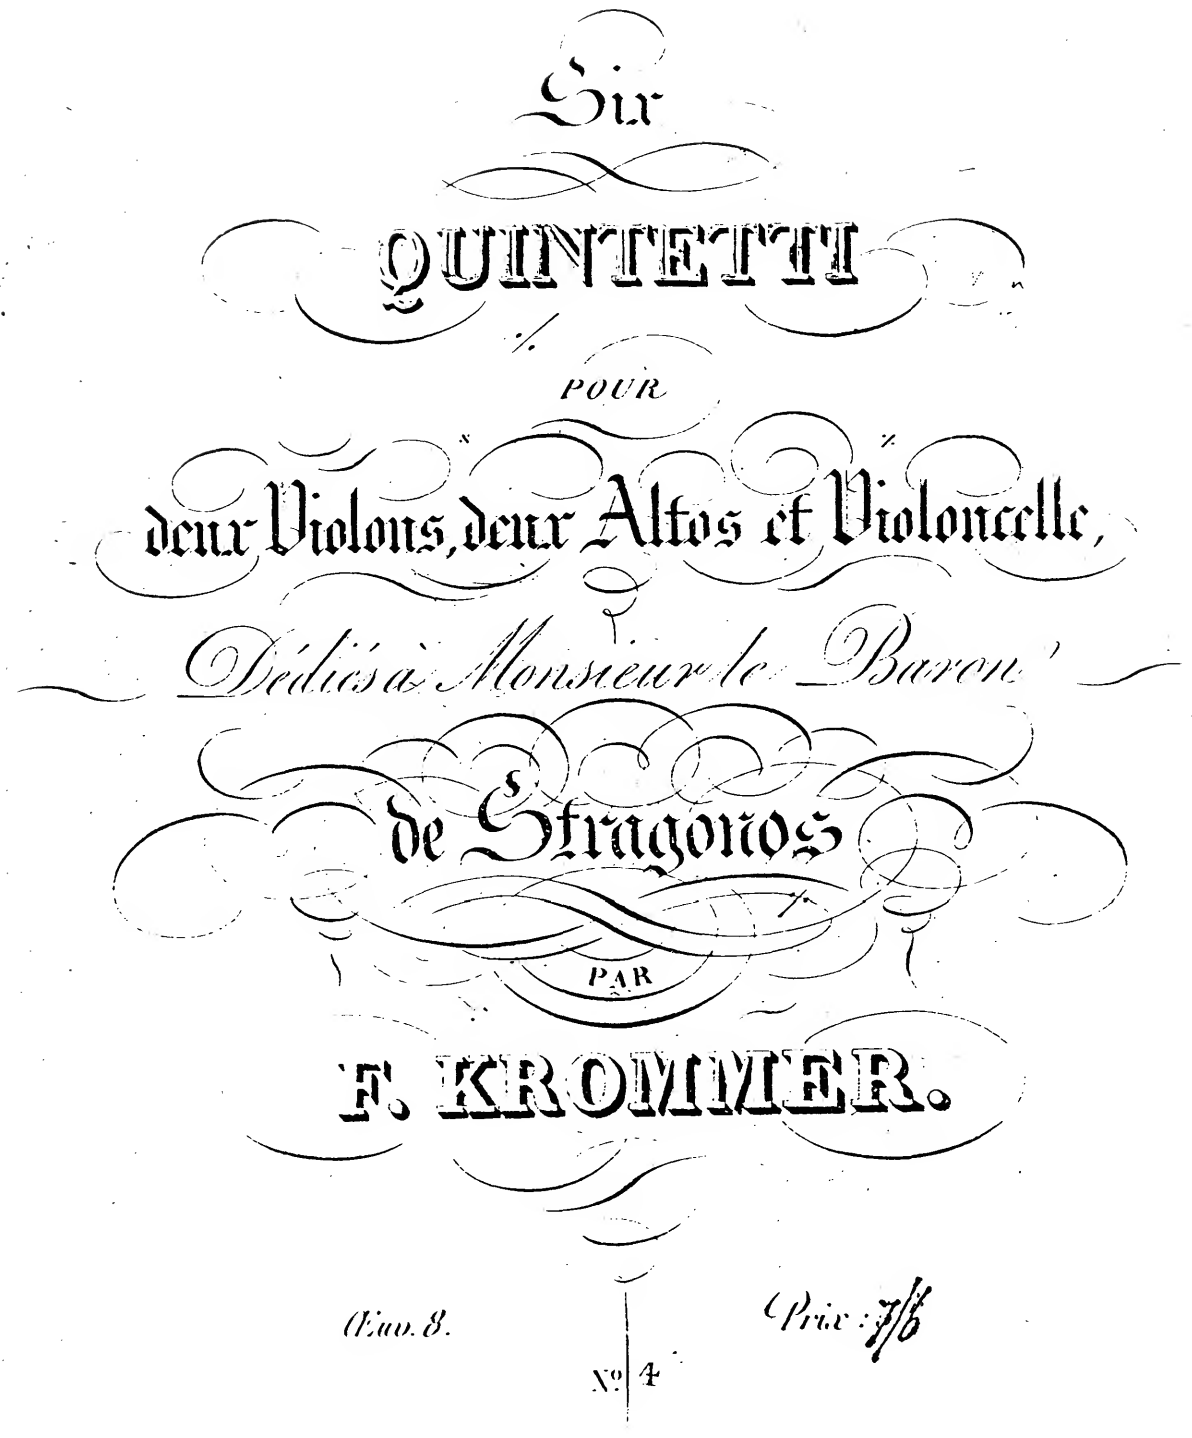 Six
QUINTETTI
POUR
deux Violons, deux Altos et Violoncelle,
Dédiés à Monsieur le Baron
de Stragonos
PAR
F. KROMMER.
Œuv. 8. Prix: 7/6
Nº 4